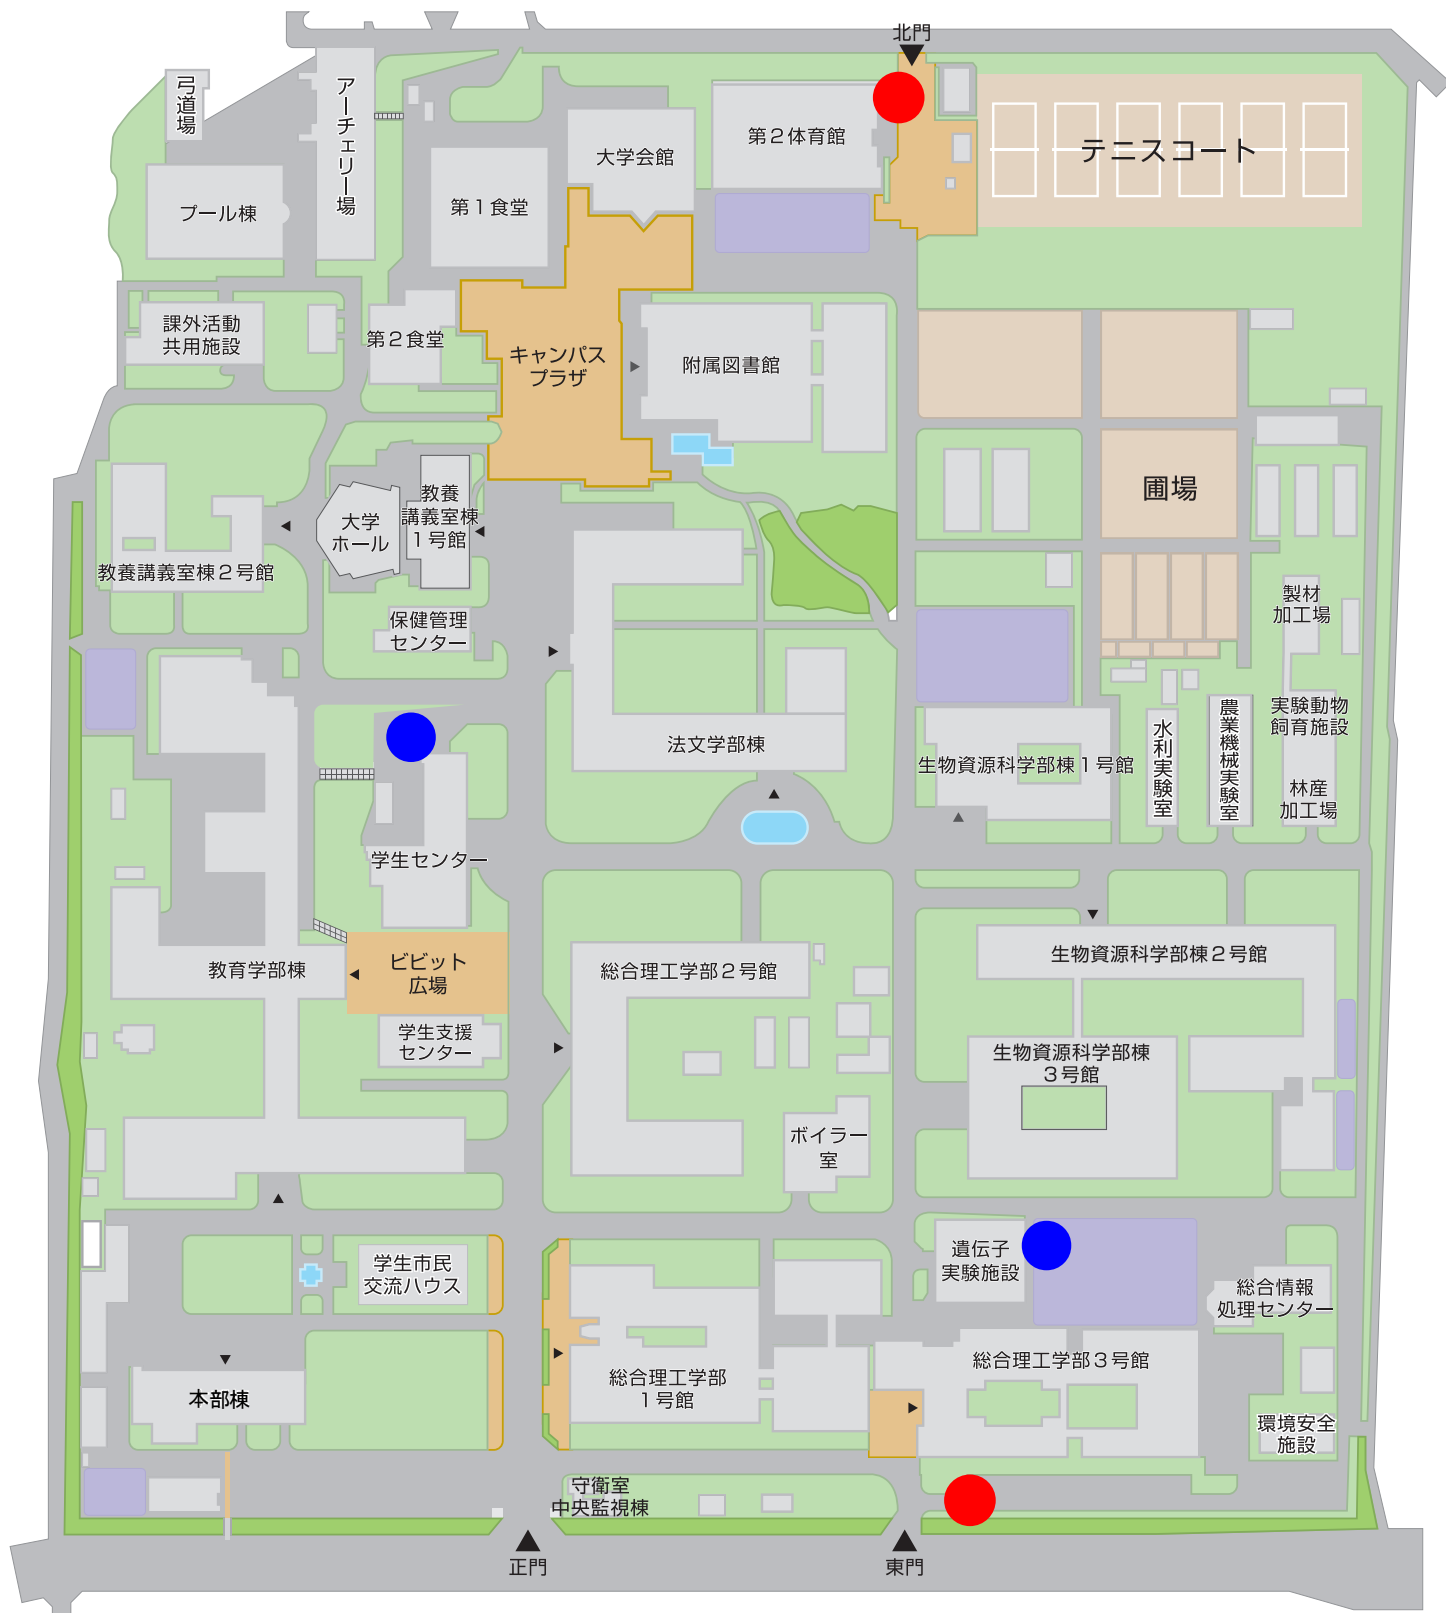 北門
弓道場
アーチェリー場
大学会館
第２体育館
テニスコート
プール棟
第１食堂
課外活動
共用施設
第２食堂
キャンパス
プラザ
附属図書館
圃場
教養
講義室棟
１号館
大学
ホール
教養講義室棟２号館
保健管理
センター
製材
加工場
実験動物
飼育施設
水利実験室
農業機械実験室
法文学部棟
生物資源科学部棟１号館
林産
加工場
学生センター
教育学部棟
ビビット
広場
総合理工学部２号館
生物資源科学部棟２号館
学生支援
センター
生物資源科学部棟
３号館
ボイラー
室
遺伝子
実験施設
学生市民
交流ハウス
総合情報
処理センター
総合理工学部
１号館
総合理工学部３号館
本部棟
環境安全
施設
守衛室
中央監視棟
正門
東門